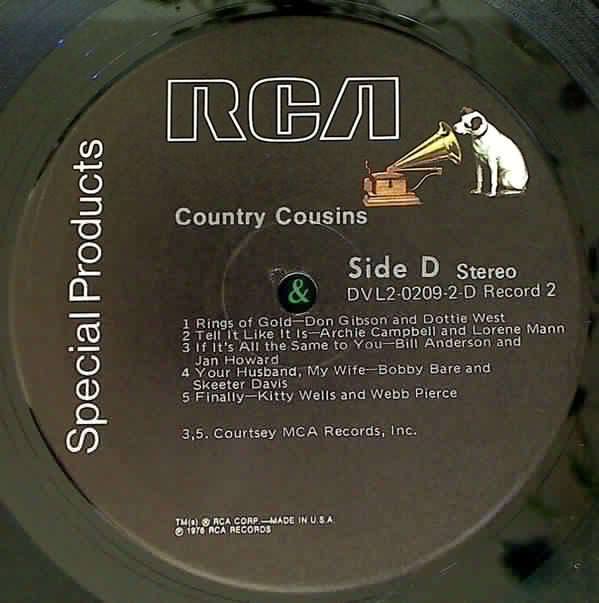 RCA
Special Products
Country Cousins
Side D Stereo
DVL2-0209-2-D Record 2
&
1 Rings of Gold—Don Gibson and Dottie West
2 Tell It Like It Is—Archie Campbell and Lorene Mann
3 If It's All the Same to You—Bill Anderson and
Jan Howard
4 Your Husband, My Wife—Bobby Bare and
Skeeter Davis
5 Finally—Kitty Wells and Webb Pierce
3,5. Courtsey MCA Records, Inc.
TM(s) ® RCA CORP.—MADE IN U.S.A.
℗ 1976 RCA RECORDS